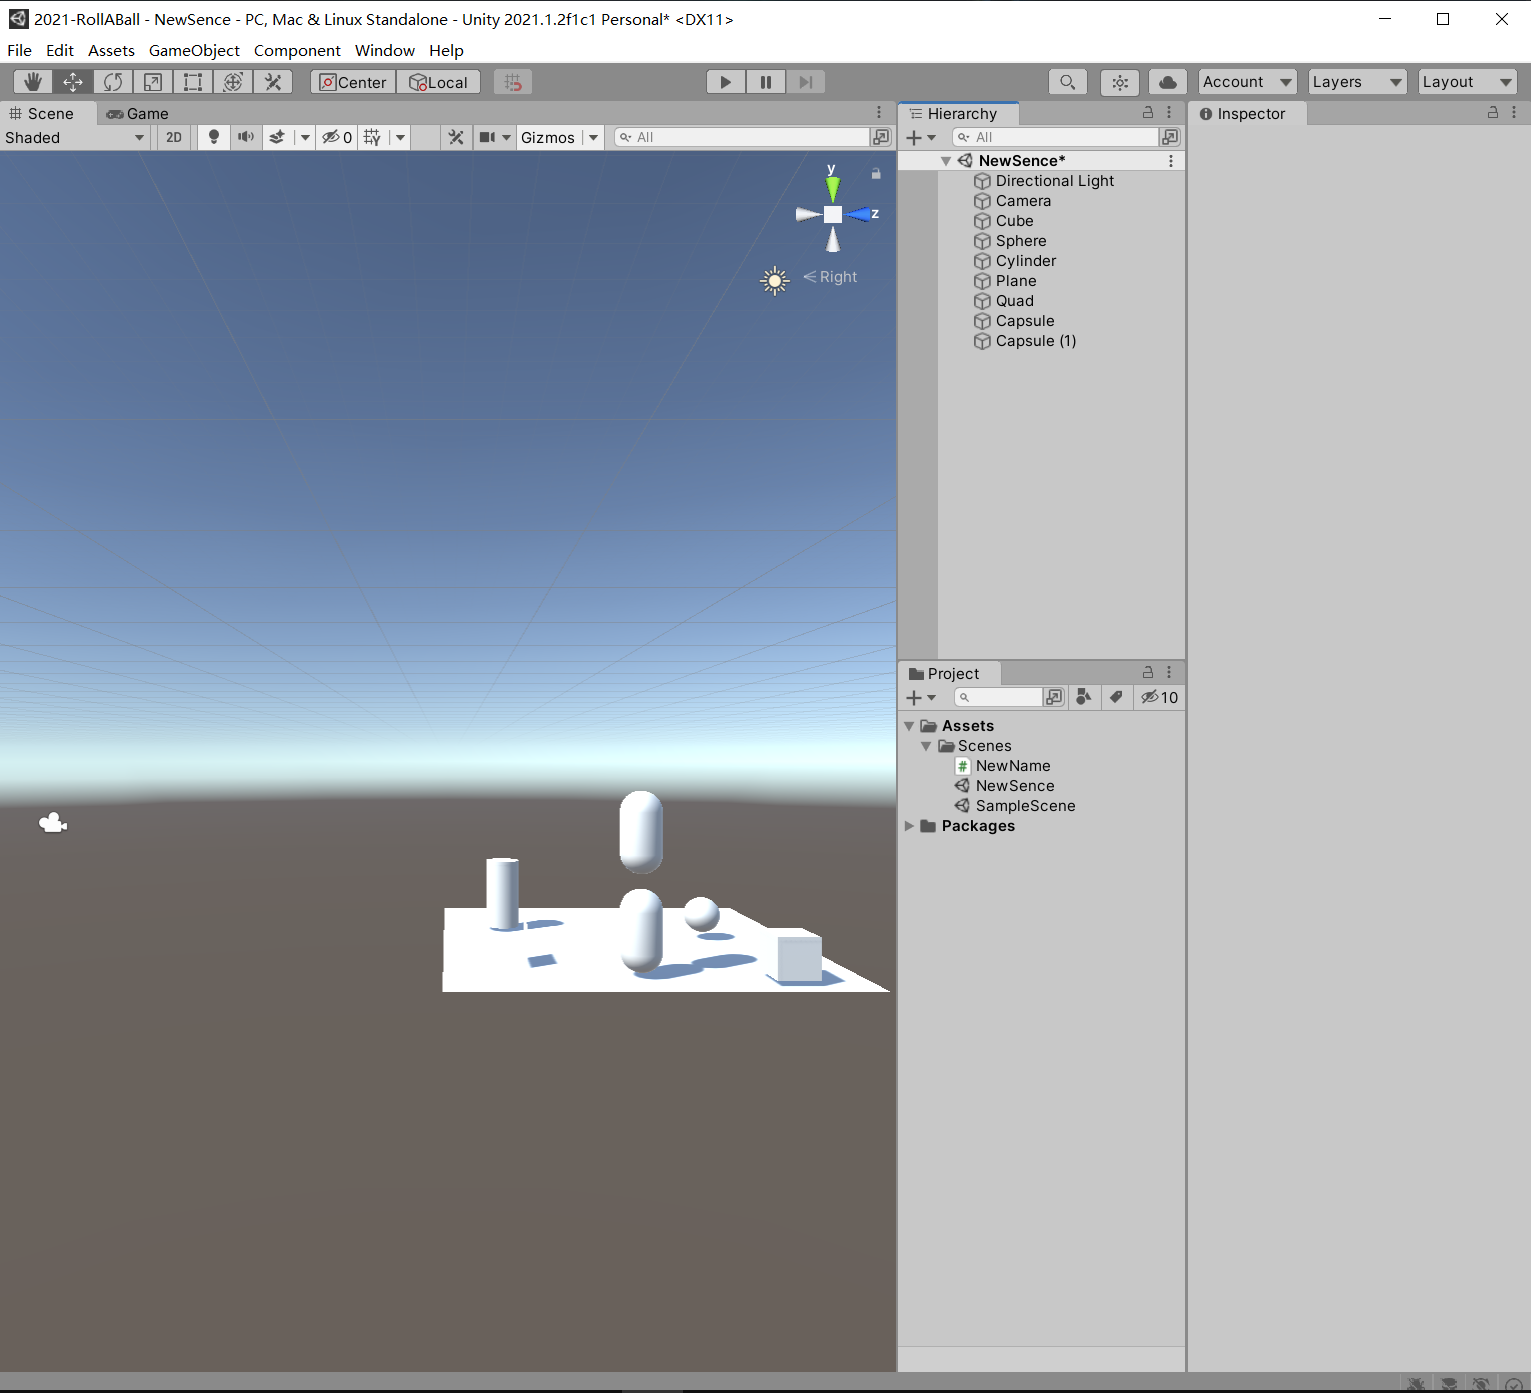 2021-RollABall - NewSence - PC, Mac & Linux Standalone - Unity 2021.1.2f1c1 Personal* <DX11>
File Edit Assets GameObject Component Window Help
Center Local Account Layers Layout
Scene Game
Shaded 2D 0 Gizmos All
y
z
Right
Hierarchy
All
NewSence*
Directional Light
Camera
Cube
Sphere
Cylinder
Plane
Quad
Capsule
Capsule (1)
Project
10
Assets
Scenes
NewName
NewSence
SampleScene
Packages
Inspector